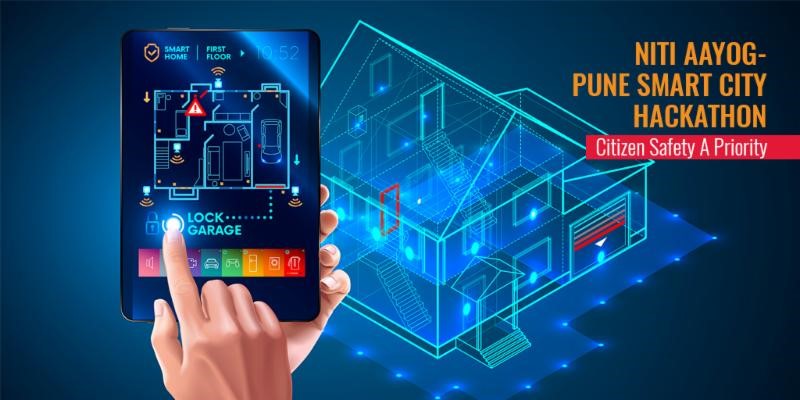 SMART HOME
FIRST FLOOR
10:52
LOCK GARAGE
NITI AAYOG-
PUNE SMART CITY
HACKATHON
Citizen Safety A Priority